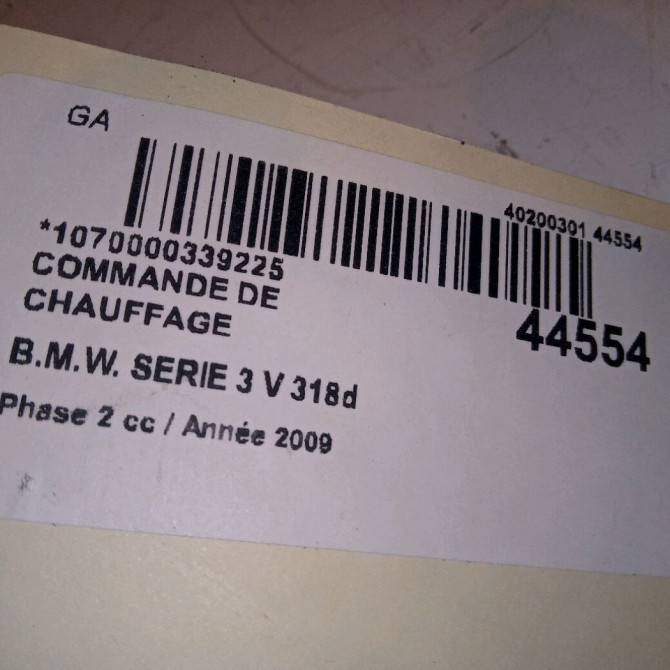 GA
40200301 44554
*1070000339225
COMMANDE DE
CHAUFFAGE
44554
B.M.W. SERIE 3 V 318d
Phase 2 cc / Année 2009